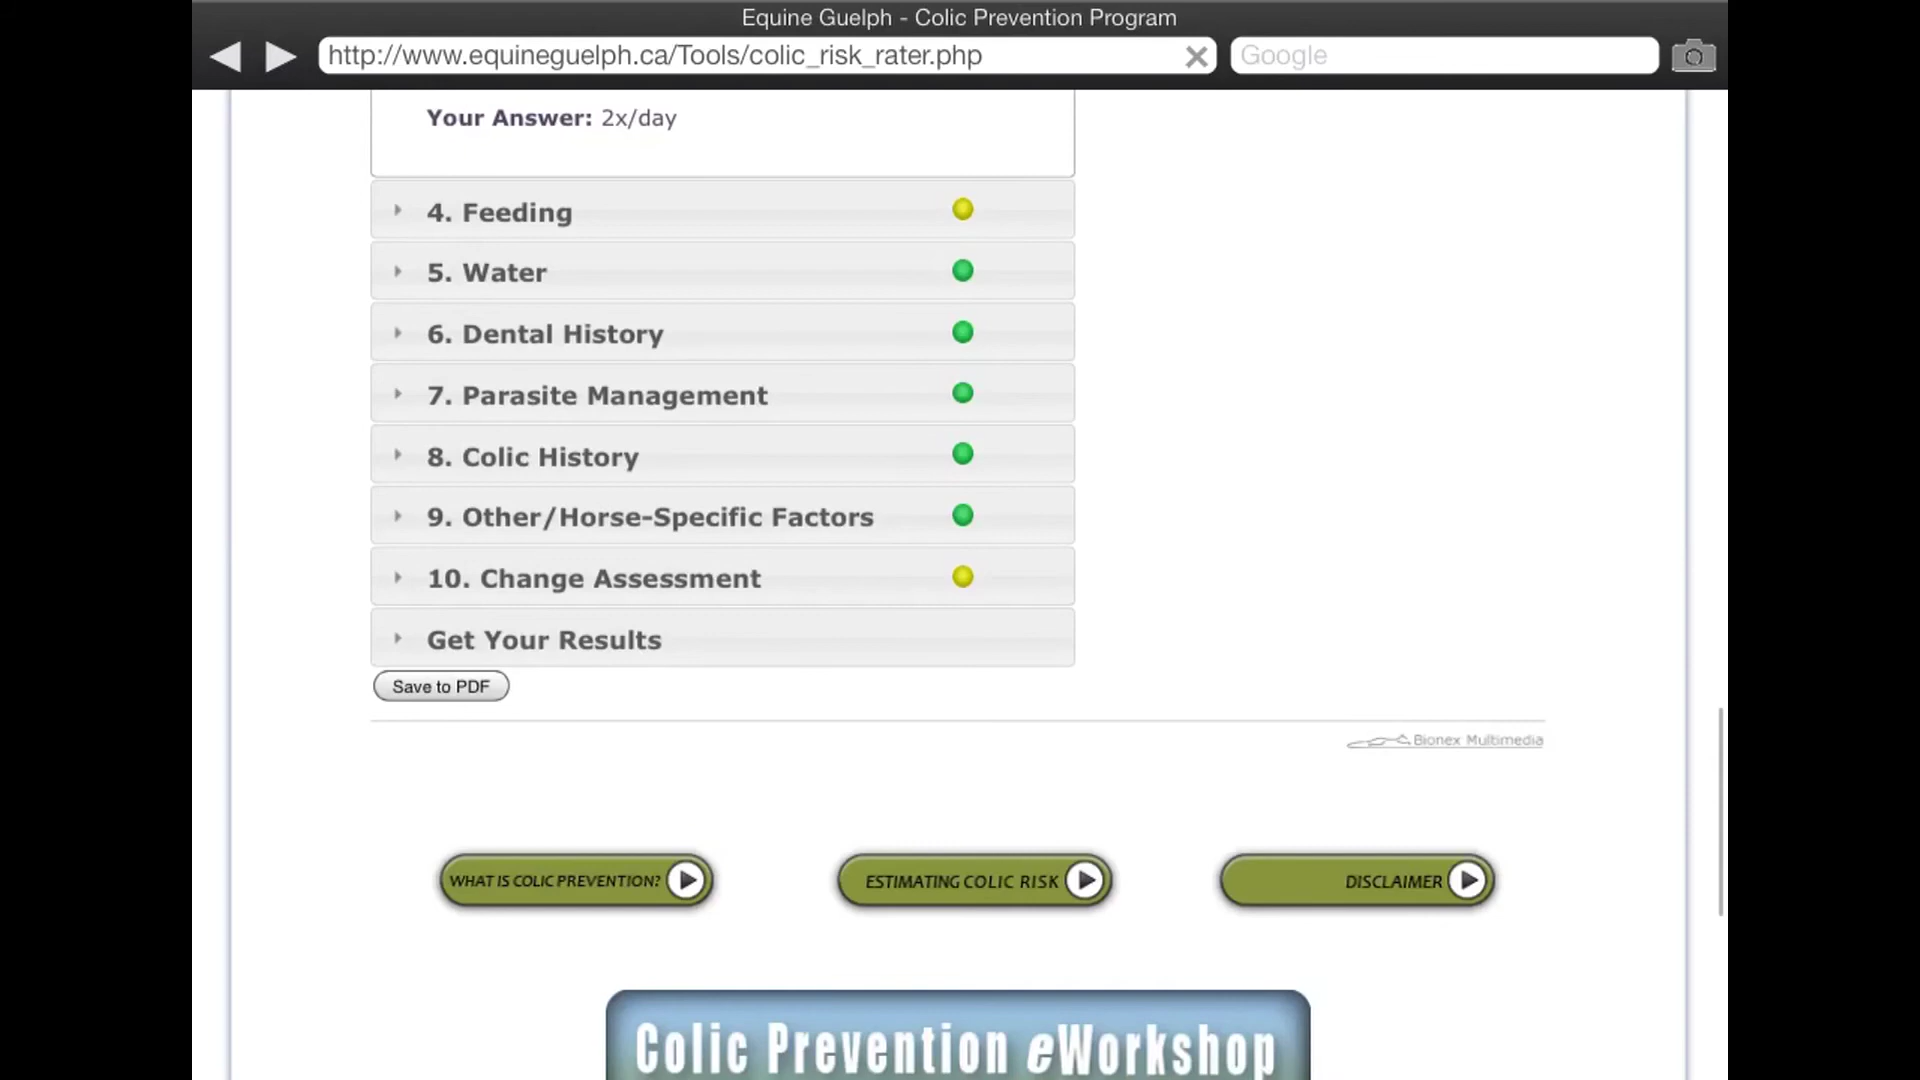 Equine Guelph - Colic Prevention Program
http://www.equineguelph.ca/Tools/colic_risk_rater.php
Google
Your Answer: 2x/day
4. Feeding
5. Water
6. Dental History
7. Parasite Management
8. Colic History
9. Other/Horse-Specific Factors
10. Change Assessment
Get Your Results
Save to PDF
Bionex Multimedia
WHAT IS COLIC PREVENTION?
ESTIMATING COLIC RISK
DISCLAIMER
Colic Prevention eWorkshop